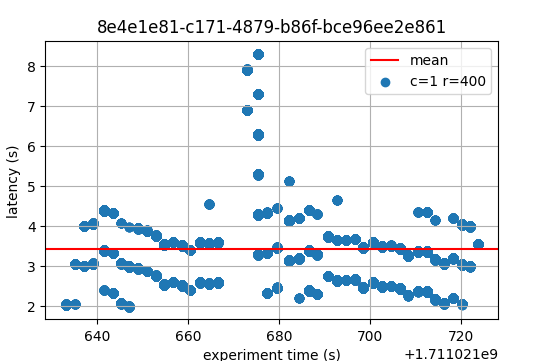 8e4e1e81-c171-4879-b86f-bce96ee2e861
mean
c=1 r=400
latency (s)
8
7
6
5
4
3
2
640
660
680
700
720
+1.711021e9
experiment time (s)